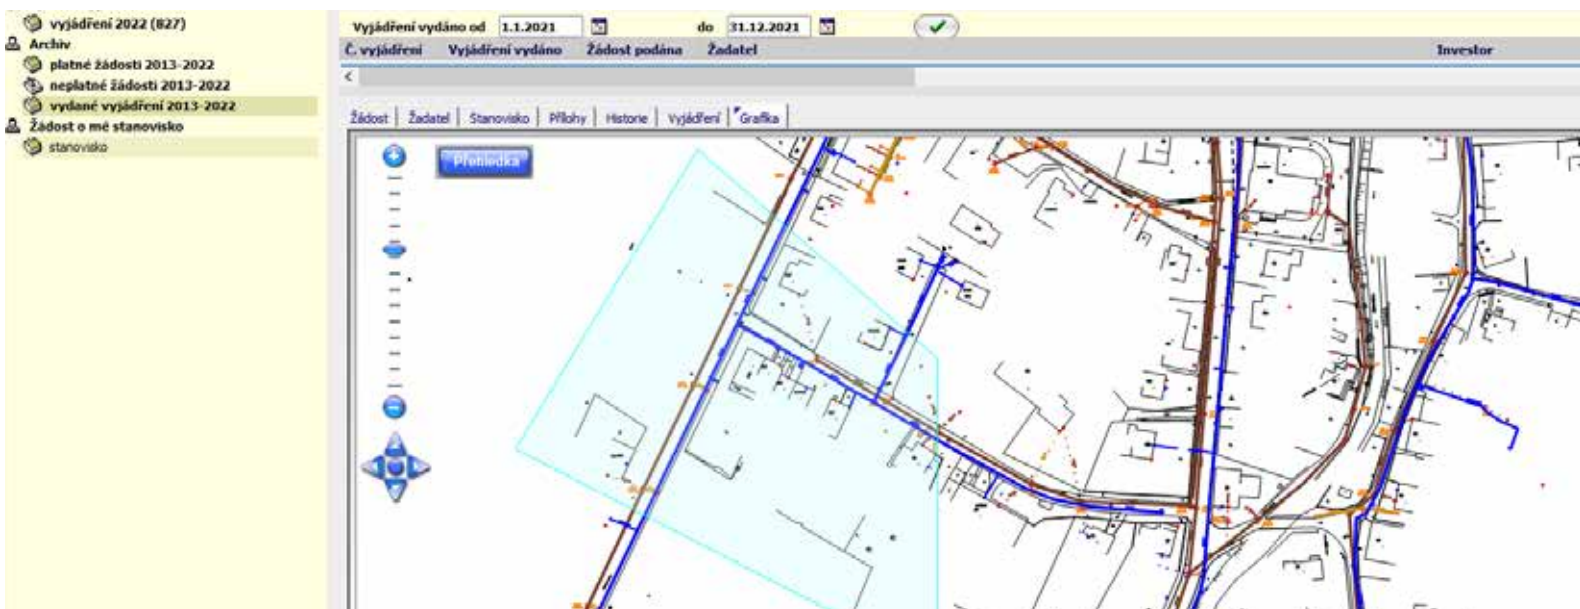 vyjádření 2022 (827)
Archiv
platné žádosti 2013-2022
neplatné žádosti 2013-2022
vydané vyjádření 2013-2022
Žádost o mé stanovisko
stanovisko
Vyjádření vydáno od 1.1.2021 do 31.12.2021
Č. vyjádření Vyjádření vydáno Žádost podána Žadatel Investor
Žádost Žadatel Stanovisko Přílohy Historie Vyjádření Grafika
Přehledka